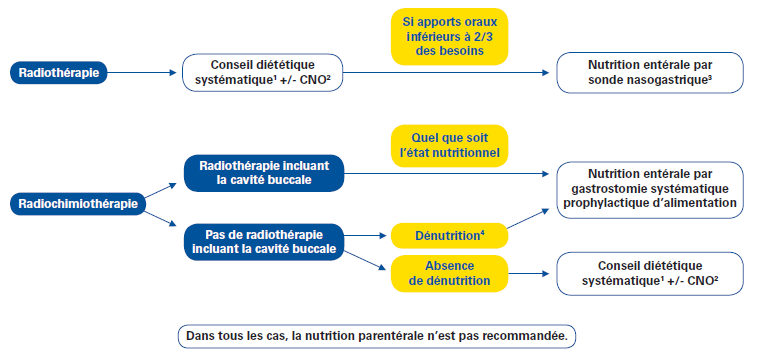 Si apports oraux
inférieurs à 2/3
des besoins
Radiothérapie
Conseil diététique
systématique¹ +/- CNO²
Nutrition entérale par
sonde nasogastrique³
Quel que soit
l'état nutritionnel
Radiothérapie incluant
la cavité buccale
Nutrition entérale par
gastrostomie systématique
prophylactique d'alimentation
Radiochimiothérapie
Pas de radiothérapie
incluant la cavité buccale
Dénutrition⁴
Absence
de dénutrition
Conseil diététique
systématique¹ +/- CNO²
Dans tous les cas, la nutrition parentérale n'est pas recommandée.